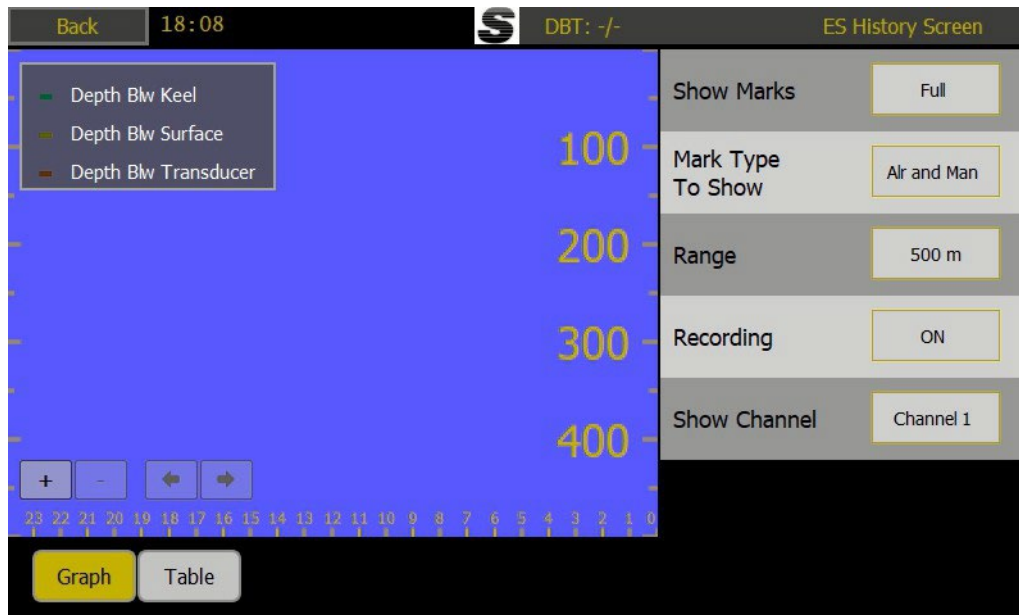 Back 18:08 S DBT: -/- ES History Screen
Depth Blw Keel
Depth Blw Surface
Depth Blw Transducer
100
200
300
400
+ -
23 22 21 20 19 18 17 16 15 14 13 12 11 10 9 8 7 6 5 4 3 2 1 0
Show Marks Full
Mark Type
To Show
Alr and Man
Range 500 m
Recording ON
Show Channel Channel 1
Graph Table